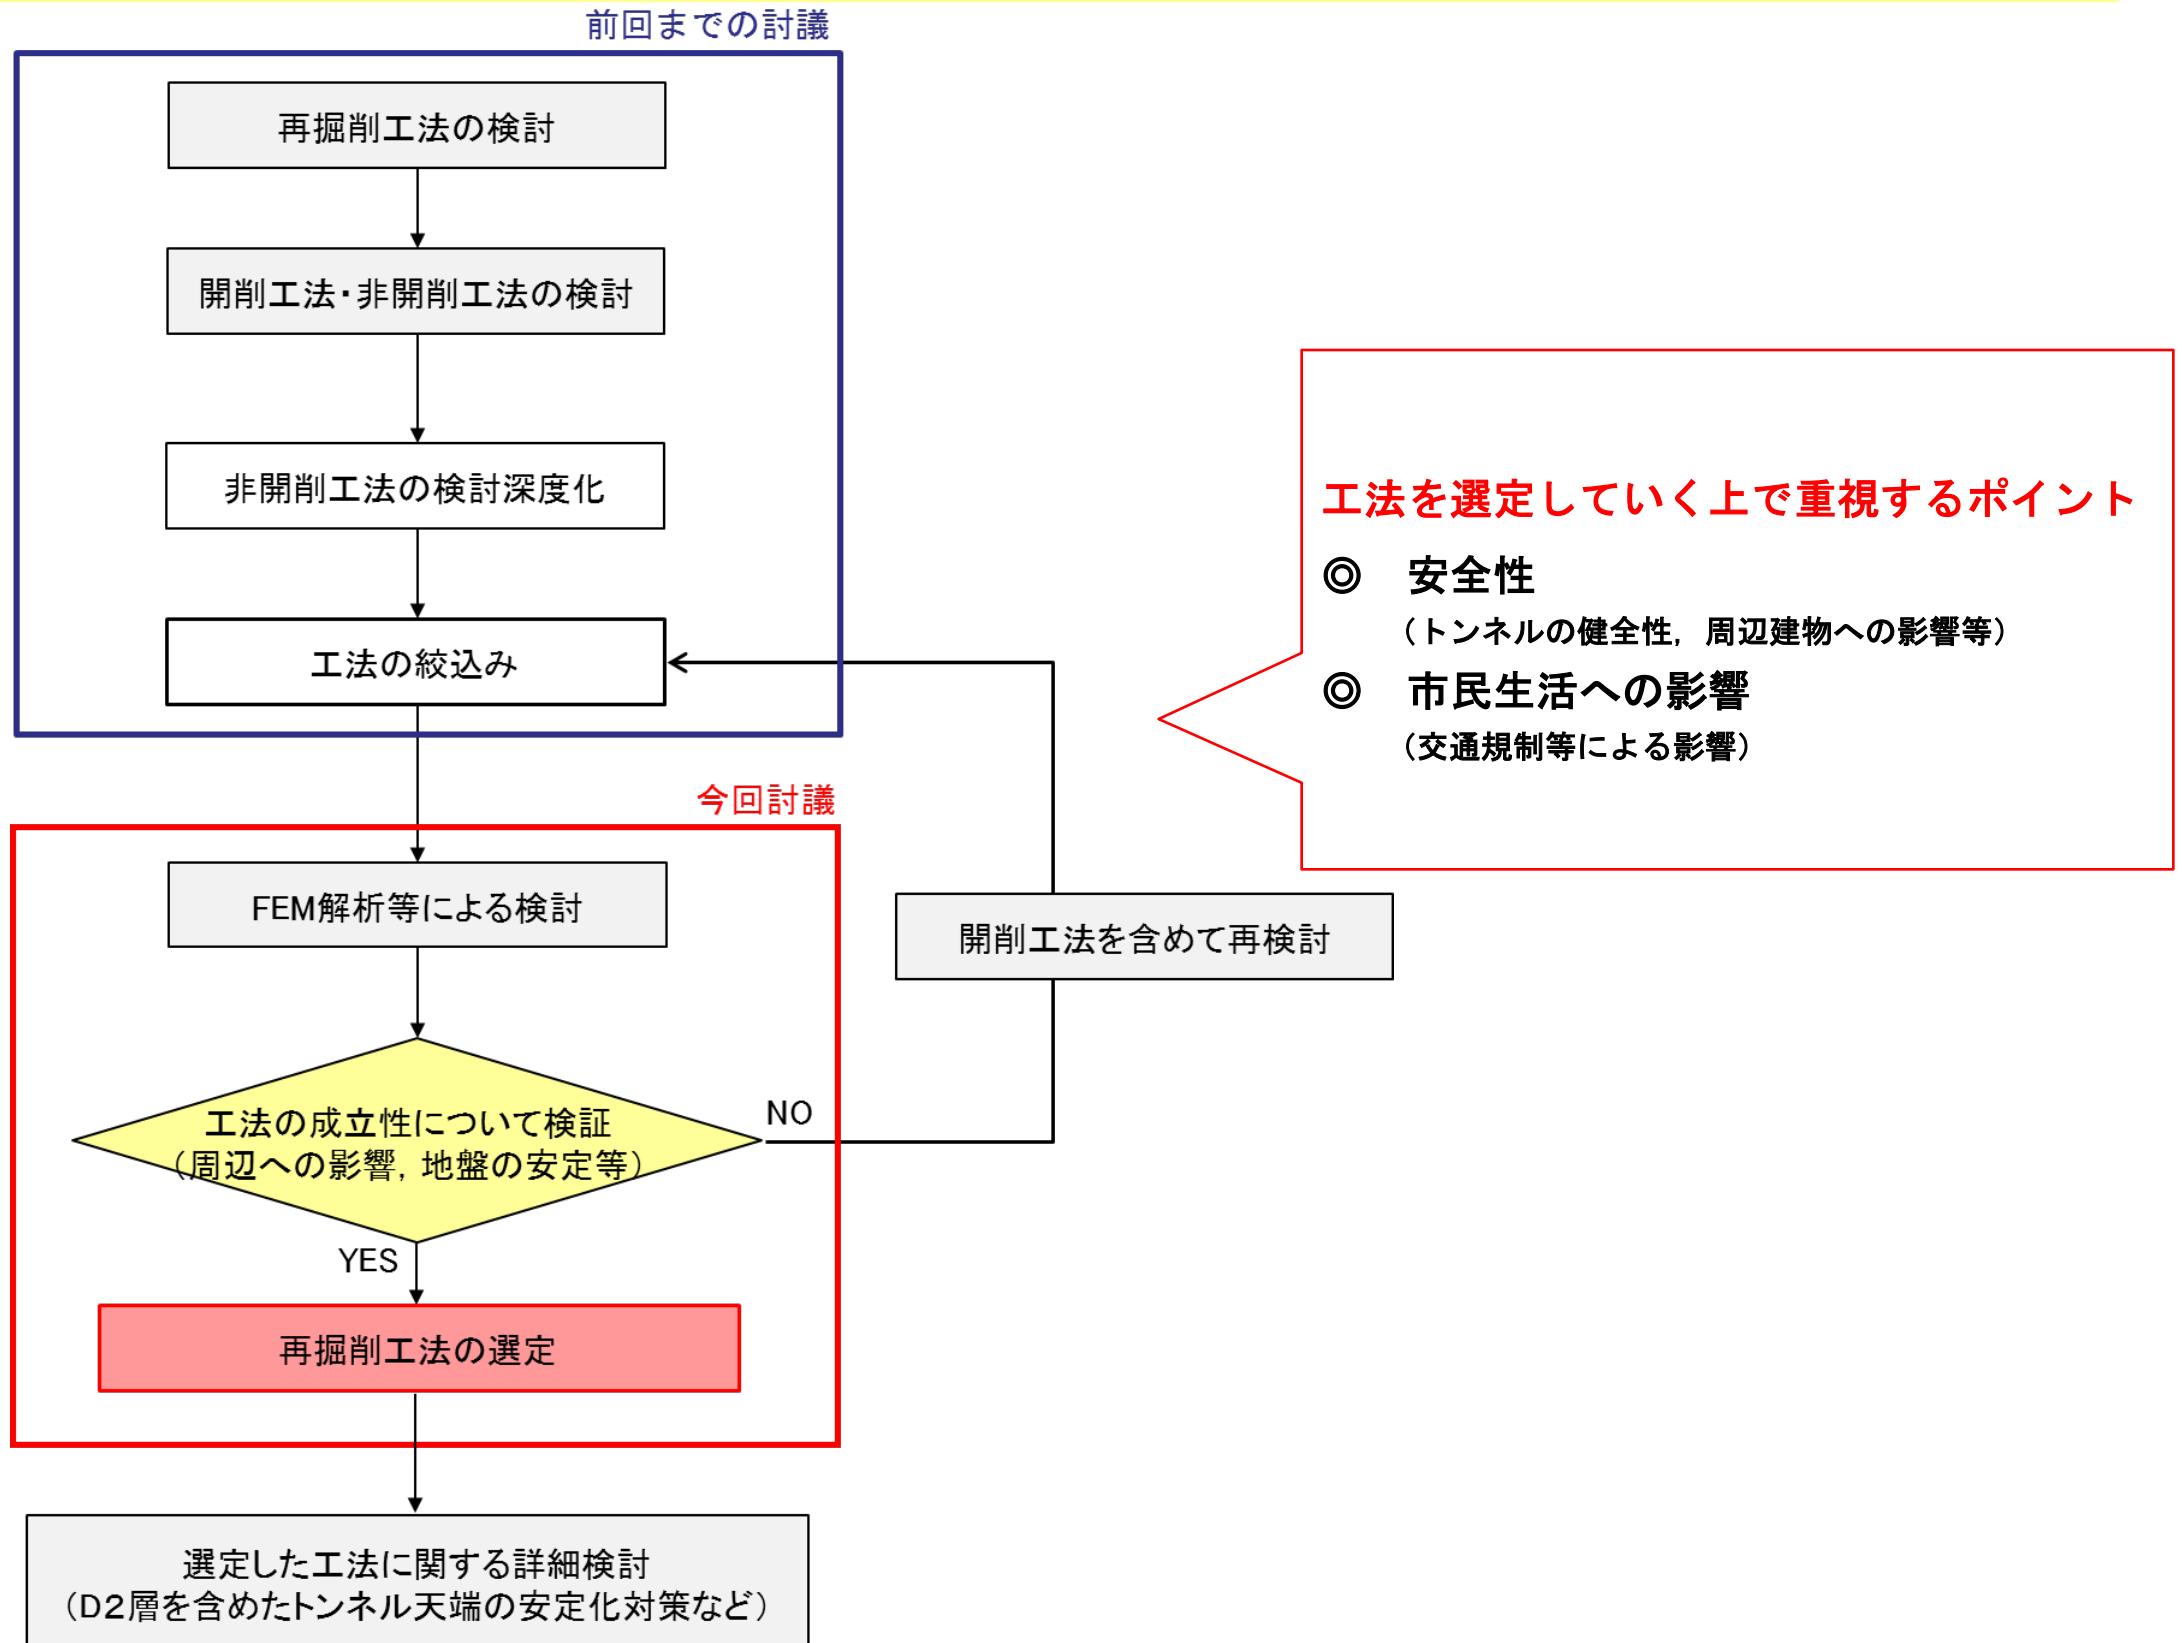 前回までの討議
再掘削工法の検討
開削工法・非開削工法の検討
非開削工法の検討深度化
工法の絞込み
今回討議
FEM解析等による検討
工法の成立性について検証
（周辺への影響，地盤の安定等）
NO
YES
再掘削工法の選定
選定した工法に関する詳細検討
（D2層を含めたトンネル天端の安定化対策など）
開削工法を含めて再検討
工法を選定していく上で重視するポイント
◎　安全性
（トンネルの健全性，周辺建物への影響等）
◎　市民生活への影響
（交通規制等による影響）